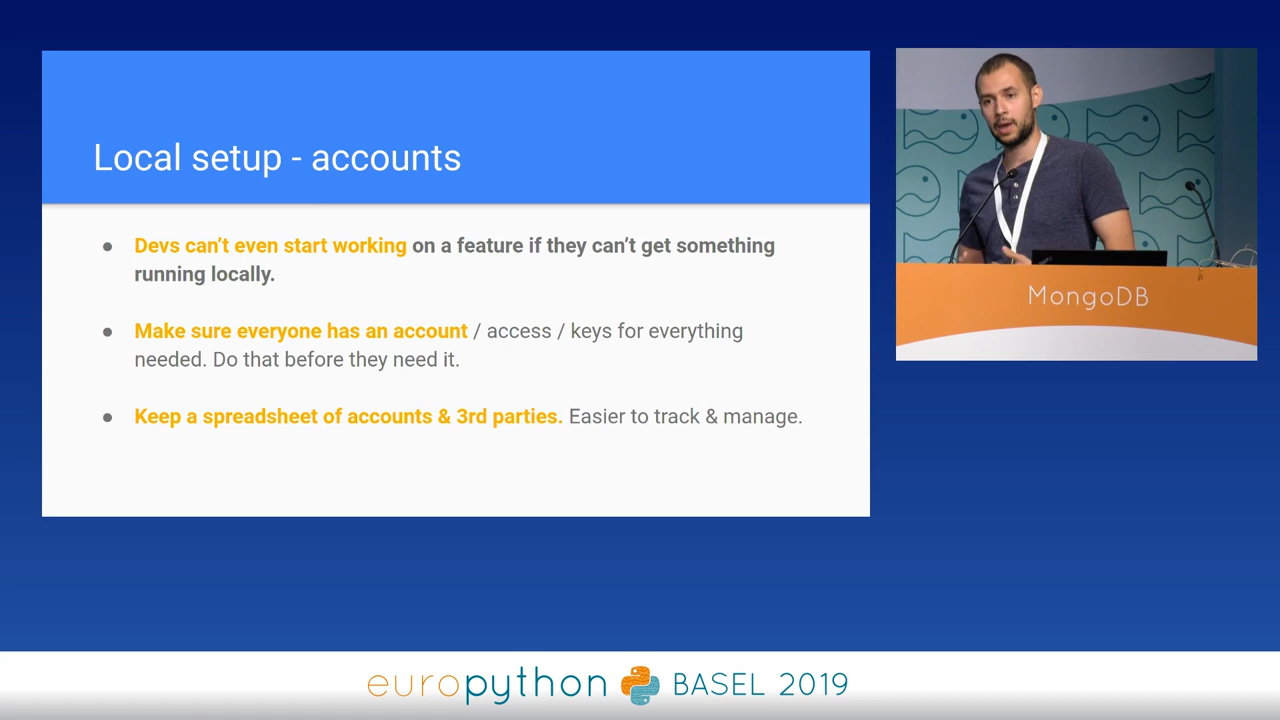 Local setup - accounts
● Devs can’t even start working on a feature if they can’t get something
running locally.
● Make sure everyone has an account / access / keys for everything
needed. Do that before they need it.
● Keep a spreadsheet of accounts & 3rd parties. Easier to track & manage.
MongoDB
europython BASEL 2019